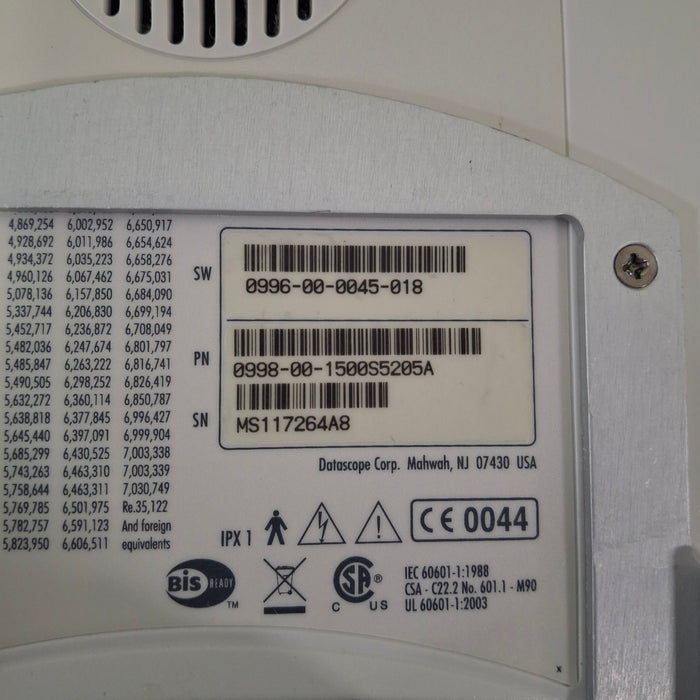 4,869,254 6,002,952 6,650,917
4,928,692 6,011,986 6,654,624
4,934,372 6,035,223 6,658,276
4,960,126 6,067,462 6,675,031
5,078,136 6,157,850 6,684,090
5,337,744 6,206,830 6,699,194
5,452,717 6,236,872 6,708,049
5,482,036 6,247,674 6,801,797
5,485,847 6,263,222 6,816,741
5,490,505 6,298,252 6,826,419
5,632,272 6,360,114 6,850,787
5,638,818 6,377,845 6,996,427
5,645,440 6,397,091 6,999,904
5,685,299 6,430,525 7,003,338
5,743,263 6,463,310 7,003,339
5,758,644 6,463,311 7,030,749
5,769,785 6,501,975 Re.35,122
5,782,757 6,591,123 And foreign
5,823,950 6,606,511 equivalents
SW
0996-00-0045-018
PN
0998-00-1500S5205A
SN
MS117264A8
Datascope Corp. Mahwah, NJ 07430 USA
IPX 1
CE 0044
BIS READY TM
SA ®
C US
IEC 60601-1:1988
CSA - C22.2 No. 601.1 - M90
UL 60601-1:2003
x